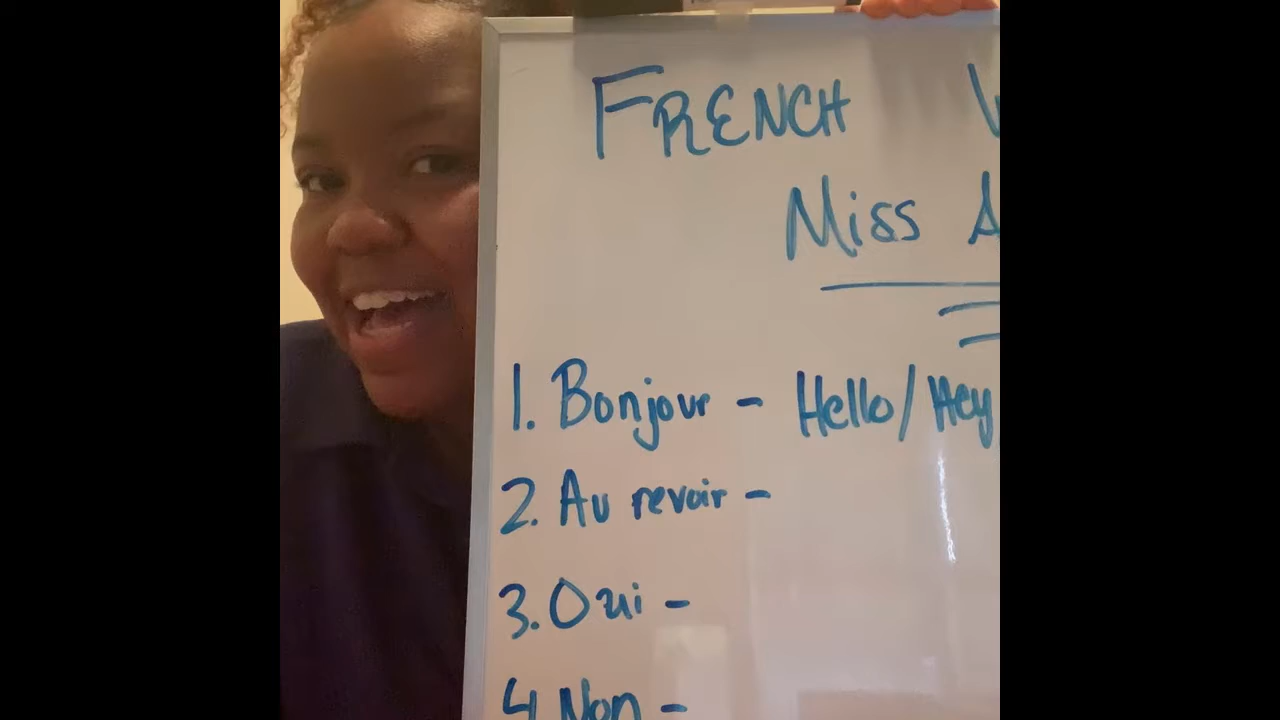 FRENCH
Miss
1. Bonjour - Hello/Hey
2. Au revoir -
3. Oui -
4 Non -